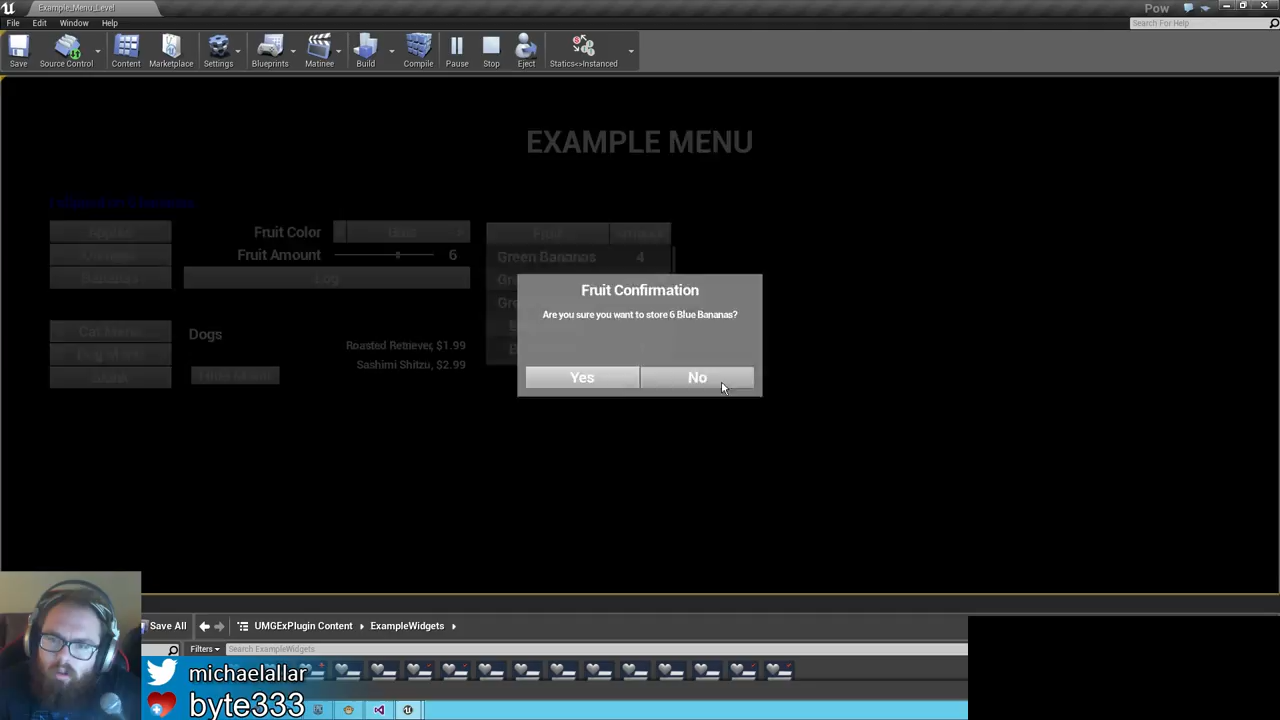 Example_Menu_Level
Pow
File Edit Window Help
Search For Help
Save Source Control Content Marketplace Settings Blueprints Matinee Build Compile Pause Stop Eject Statics<>Instanced
EXAMPLE MENU
Fruit Color
Fruit
Fruit Amount 6
Green Bananas 4
Log
Fruit Confirmation
Are you sure you want to store 6 Blue Bananas?
Yes No
Dogs
Roasted Retriever, $1.99
Sashimi Shitzu, $2.99
Save All UMGExPlugin Content ExampleWidgets
Filters Search ExampleWidgets
michaelallar
byte333